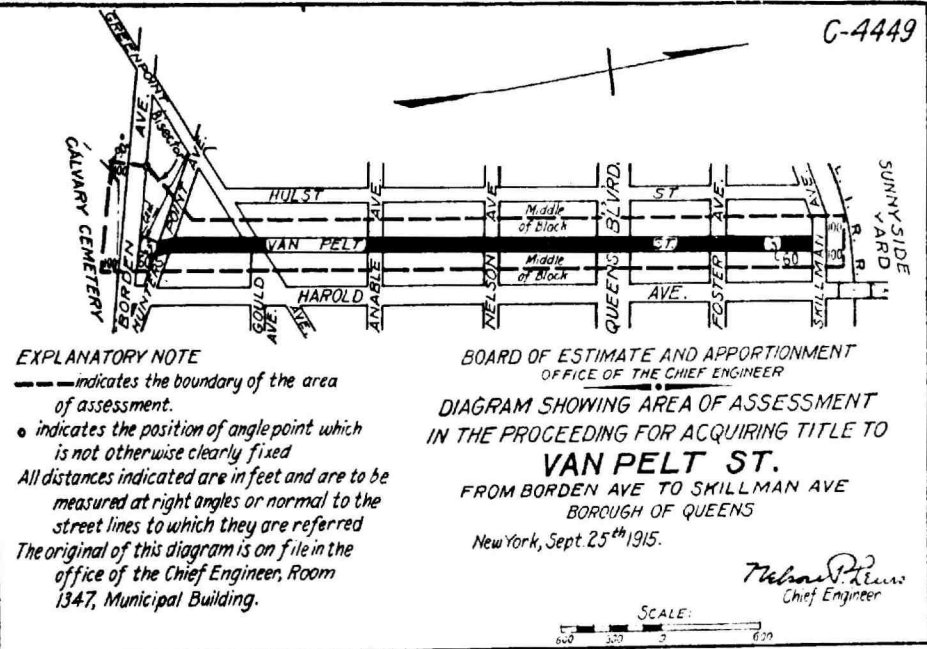 C-4449
GREENPOINT
AVE.
Bisector
AVE.
CALVARY CEMETERY
BORDEN
HUNTERS
POINT
AVE
100
HULST
ST
Middle
of Block
VAN PELT
ST.
60
Middle
of Block
HAROLD
AVE.
GOULD
AVE.
AVE.
ANABLE
AVE
NELSON
AVE
QUEENS
BLVRD.
FOSTER
AVE
SKILLMAN
AVE.
100
100
L. I. R. R.
SUNNYSIDE
YARD
EXPLANATORY NOTE
indicates the boundary of the area
of assessment.
indicates the position of angle point which
is not otherwise clearly fixed
All distances indicated are in feet and are to be
measured at right angles or normal to the
street lines to which they are referred
The original of this diagram is on file in the
office of the Chief Engineer, Room
1347, Municipal Building.
BOARD OF ESTIMATE AND APPORTIONMENT
OFFICE OF THE CHIEF ENGINEER
DIAGRAM SHOWING AREA OF ASSESSMENT
IN THE PROCEEDING FOR ACQUIRING TITLE TO
VAN PELT ST.
FROM BORDEN AVE TO SKILLMAN AVE
BOROUGH OF QUEENS
New York, Sept. 25th 1915.
Nelson P. Lewis
Chief Engineer
SCALE:
600 300 0 600